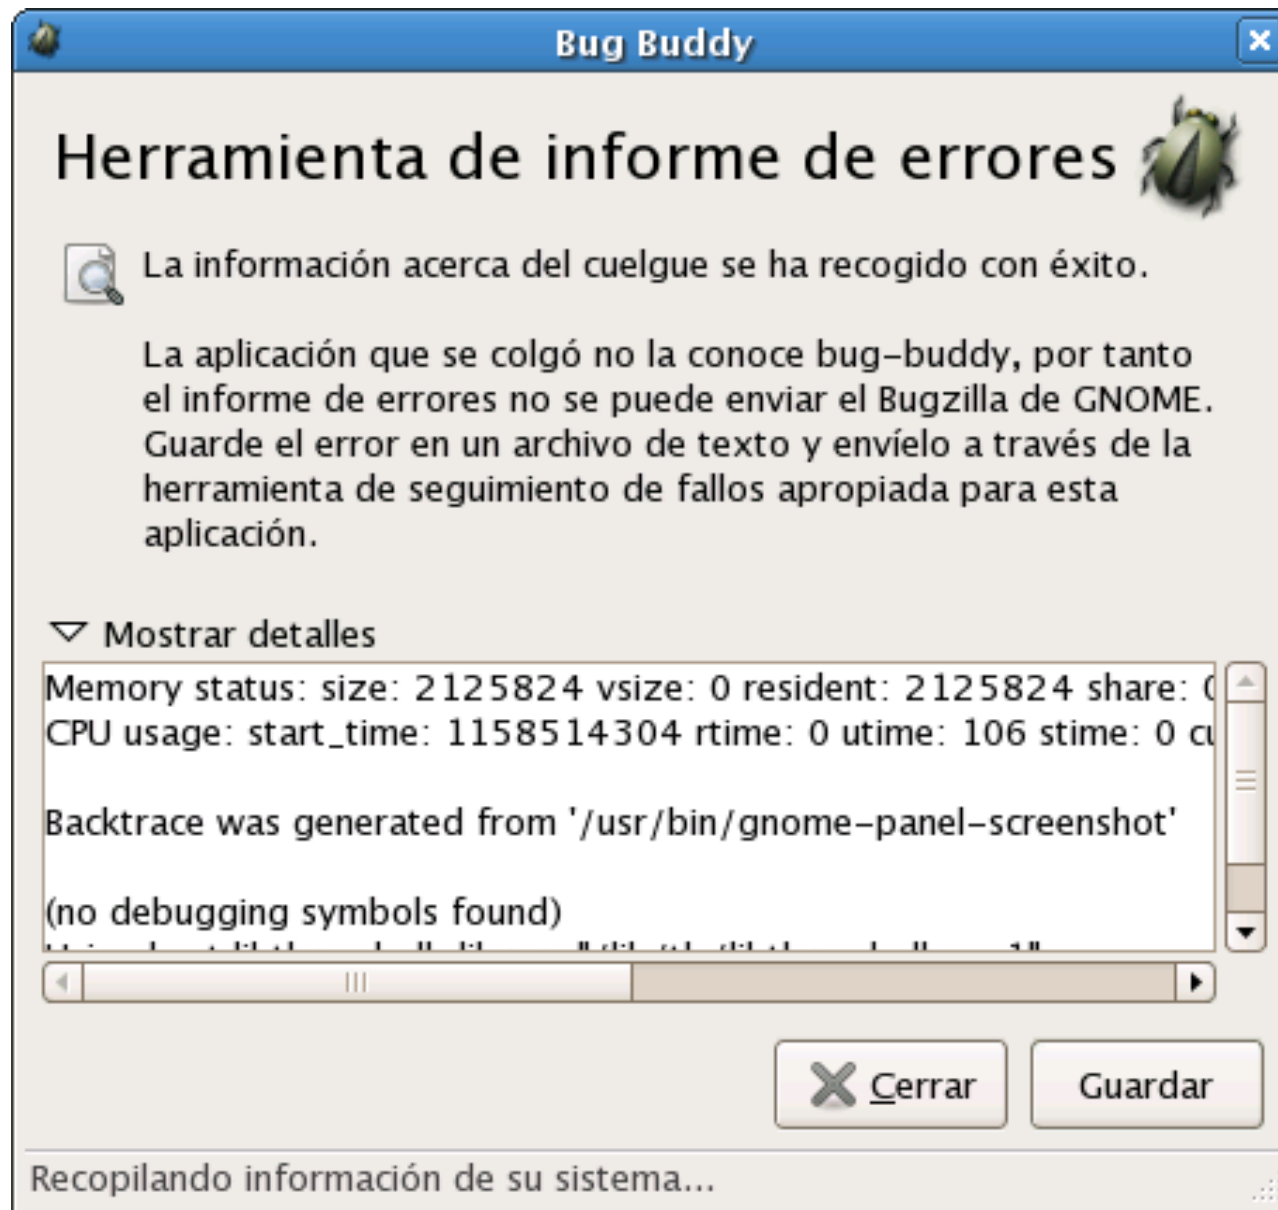 Bug Buddy
Herramienta de informe de errores
La información acerca del cuelgue se ha recogido con éxito.
La aplicación que se colgó no la conoce bug-buddy, por tanto
el informe de errores no se puede enviar el Bugzilla de GNOME.
Guarde el error en un archivo de texto y envíelo a través de la
herramienta de seguimiento de fallos apropiada para esta
aplicación.
Mostrar detalles
Memory status: size: 2125824 vsize: 0 resident: 2125824 share:
CPU usage: start_time: 1158514304 rtime: 0 utime: 106 stime: 0
Backtrace was generated from '/usr/bin/gnome-panel-screenshot'
(no debugging symbols found)
Cerrar
Guardar
Recopilando información de su sistema...